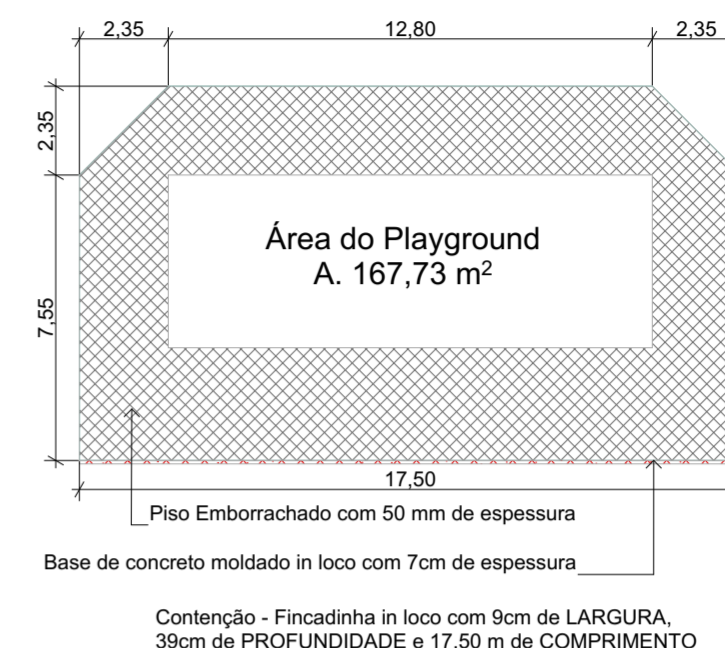 2,35
12,80
2,35
2,35
7,55
Área do Playground
A. 167,73 m²
17,50
Piso Emborrachado com 50 mm de espessura
Base de concreto moldado in loco com 7cm de espessura
Contenção - Fincadinha in loco com 9cm de LARGURA,
39cm de PROFUNDIDADE e 17,50 m de COMPRIMENTO